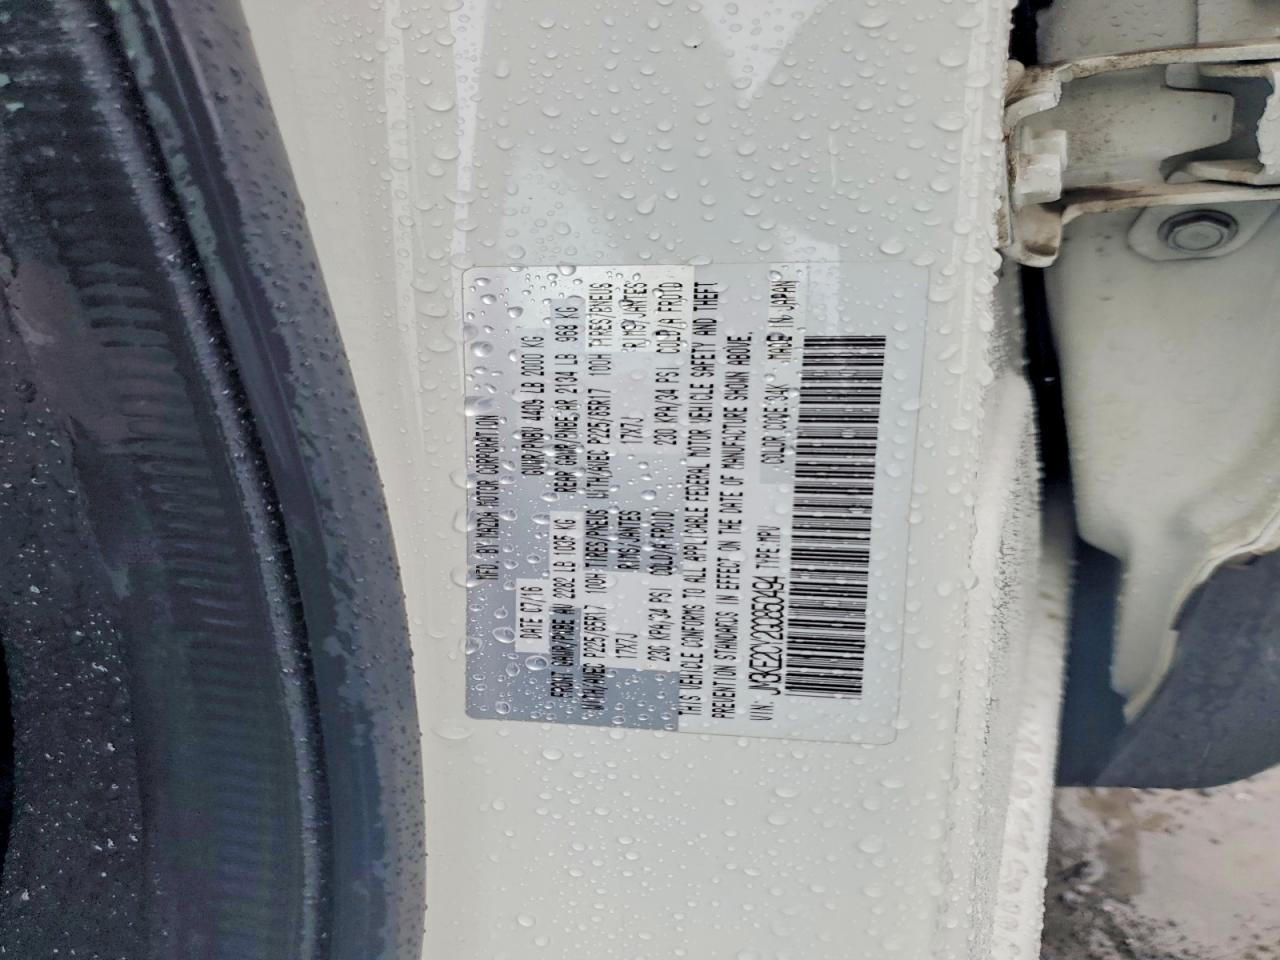 MFD. BY MAZDA MOTOR CORPORATION
DATE 07/16 GVWR/PNBV 4409 LB 2000 KG
FRONT GAWR/PNBE AV 2282 LB 1035 KG REAR GAWR/PNBE AR 2134 LB 968 KG
WITH/AVEC P225/65R17 100H TIRES/PNEUS WITH/AVEC P225/65R17 100H TIRES/PNEUS
17X7J RIMS/JANTES 17X7J RIMS/JANTES
230 KPA/34 PSI COLD/A FROID 230 KPA/34 PSI COLD/A FROID
THIS VEHICLE CONFORMS TO ALL APPLICABLE FEDERAL MOTOR VEHICLE SAFETY AND THEFT
PREVENTION STANDARDS IN EFFECT ON THE DATE OF MANUFACTURE SHOWN ABOVE.
VIN: TYPE:MPV COLOR CODE:34K MADE IN JAPAN